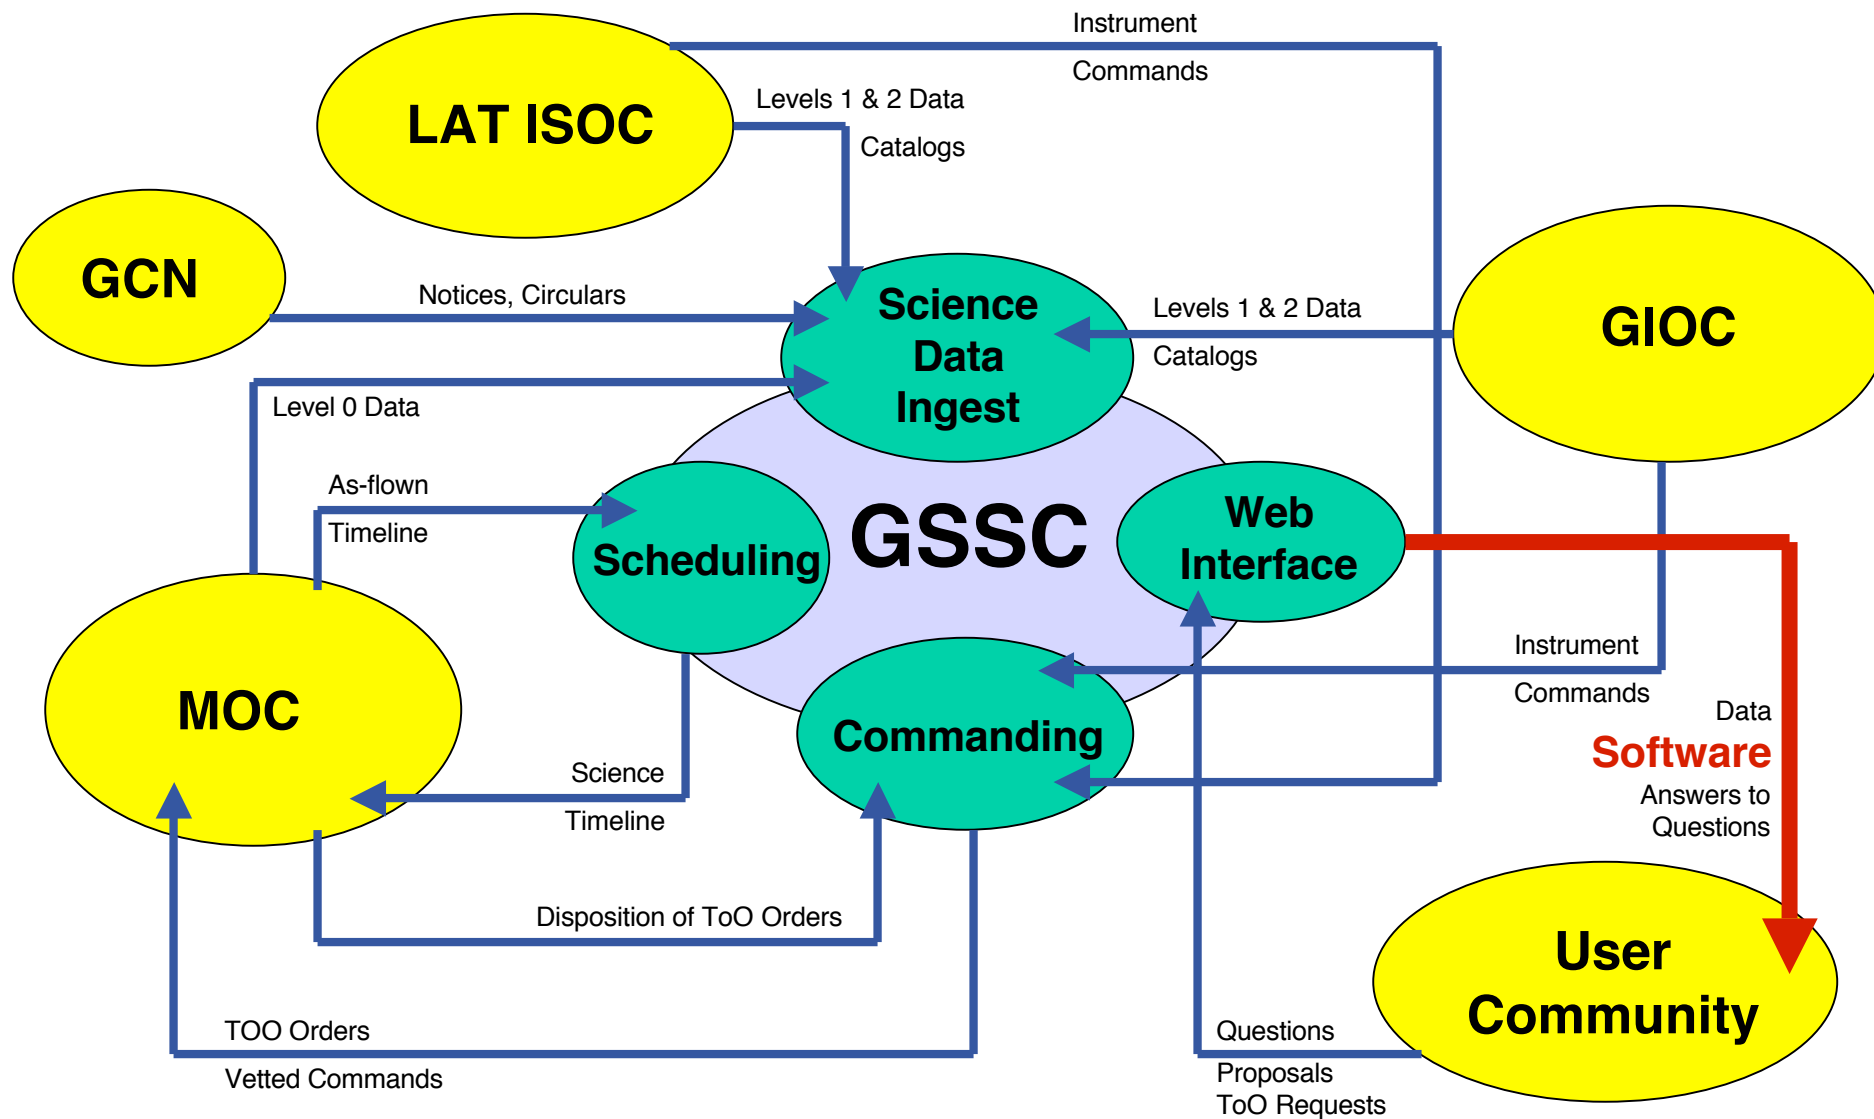 Instrument
Commands
LAT ISOC
Levels 1 & 2 Data
Catalogs
GCN
Notices, Circulars
Science
Data
Ingest
Levels 1 & 2 Data
Catalogs
GIOC
Level 0 Data
As-flown
Timeline
Scheduling
GSSC
Web
Interface
MOC
Commanding
Instrument
Commands
Data
Software
Answers to
Questions
Science
Timeline
Disposition of ToO Orders
User
Community
TOO Orders
Vetted Commands
Questions
Proposals
ToO Requests